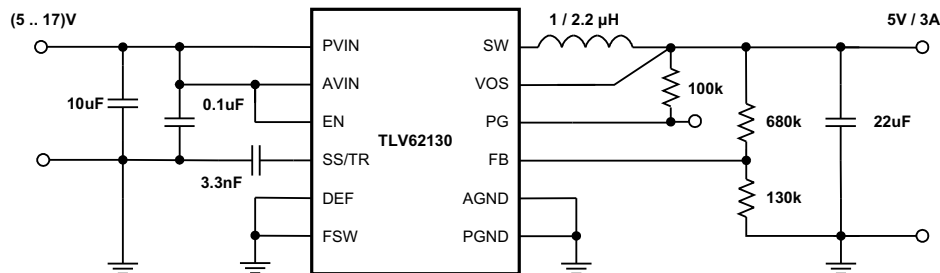 (5 .. 17)V
1 / 2.2 µH
5V / 3A
PVIN
SW
AVIN
VOS
100k
10uF
0.1uF
EN
PG
680k
22uF
TLV62130
SS/TR
FB
3.3nF
DEF
AGND
130k
FSW
PGND